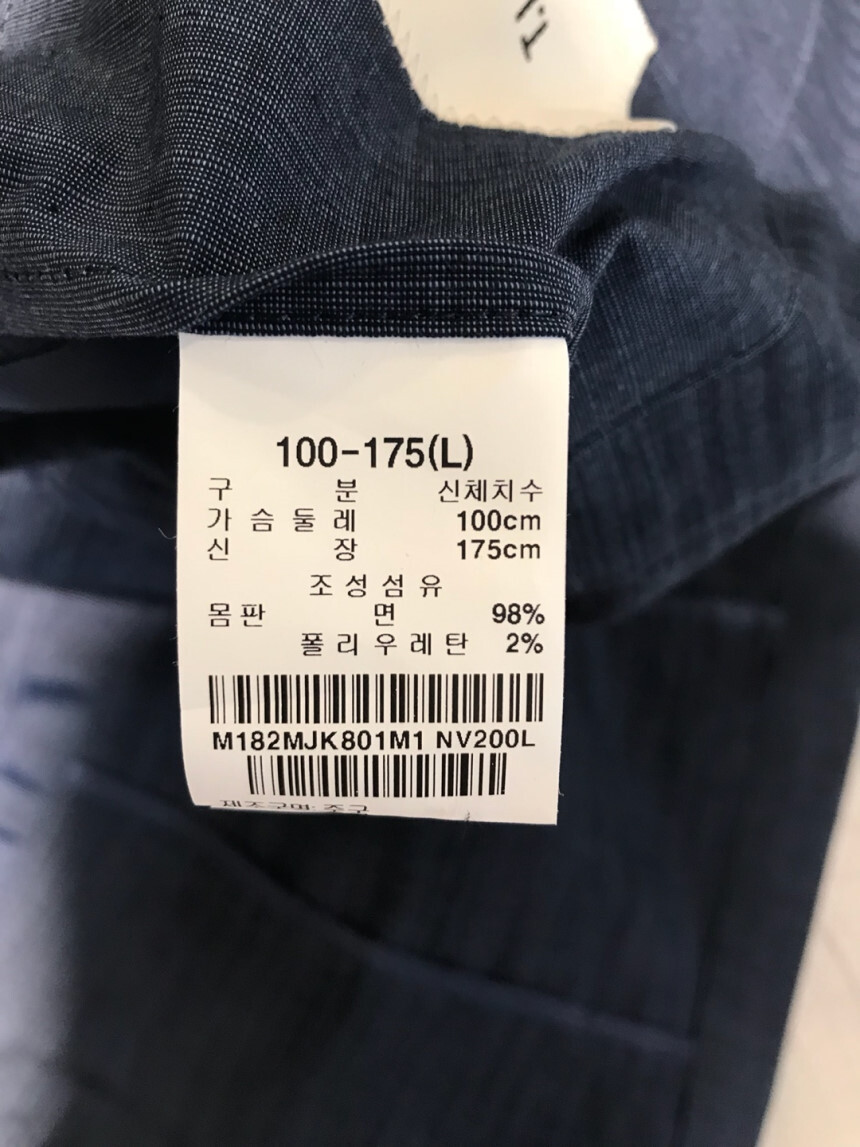 100-175(L)
구 분 신체치수
가 슴 둘 레 100cm
신 장 175cm
조 성 섬 유
몸판 면 98%
폴 리 우 레 탄 2%
M182MJK801M1 NV200L